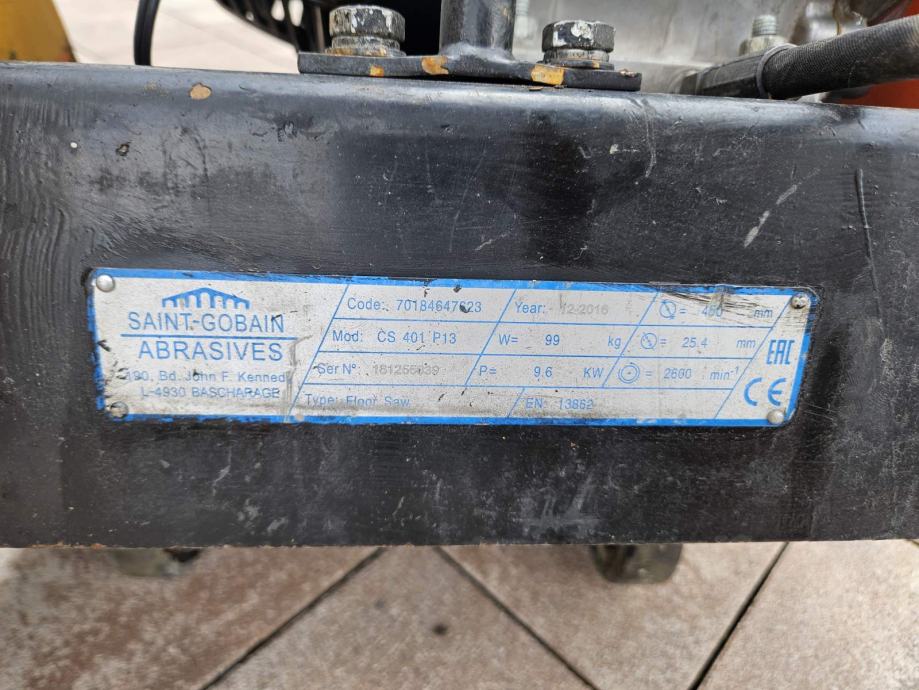 SAINT-GOBAIN
ABRASIVES
190, Bd. John F. Kenned
L-4930 BASCHARAGE
Code: 70184647623 Year: 12-2016 Ø= 450 mm
Mod: CS 401 P13 W= 99 kg Ø= 25.4 mm
Ser N°: P= 9.6 KW = 2600 min-1
Type: Floor Saw EN 13862
EAC
CE